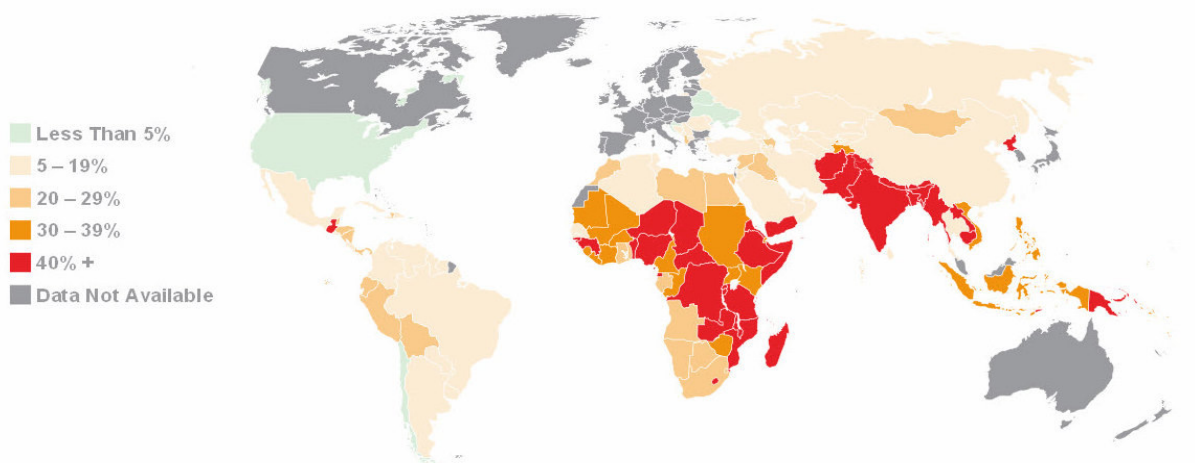 Less Than 5%
5 – 19%
20 – 29%
30 – 39%
40% +
Data Not Available